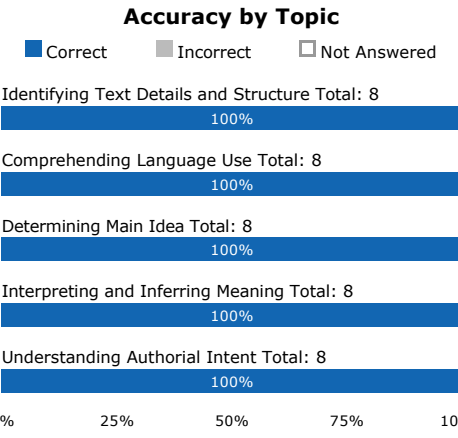 Accuracy by Topic
Correct Incorrect Not Answered
Identifying Text Details and Structure Total: 8
100%
Comprehending Language Use Total: 8
100%
Determining Main Idea Total: 8
100%
Interpreting and Inferring Meaning Total: 8
100%
Understanding Authorial Intent Total: 8
100%
% 25% 50% 75% 10